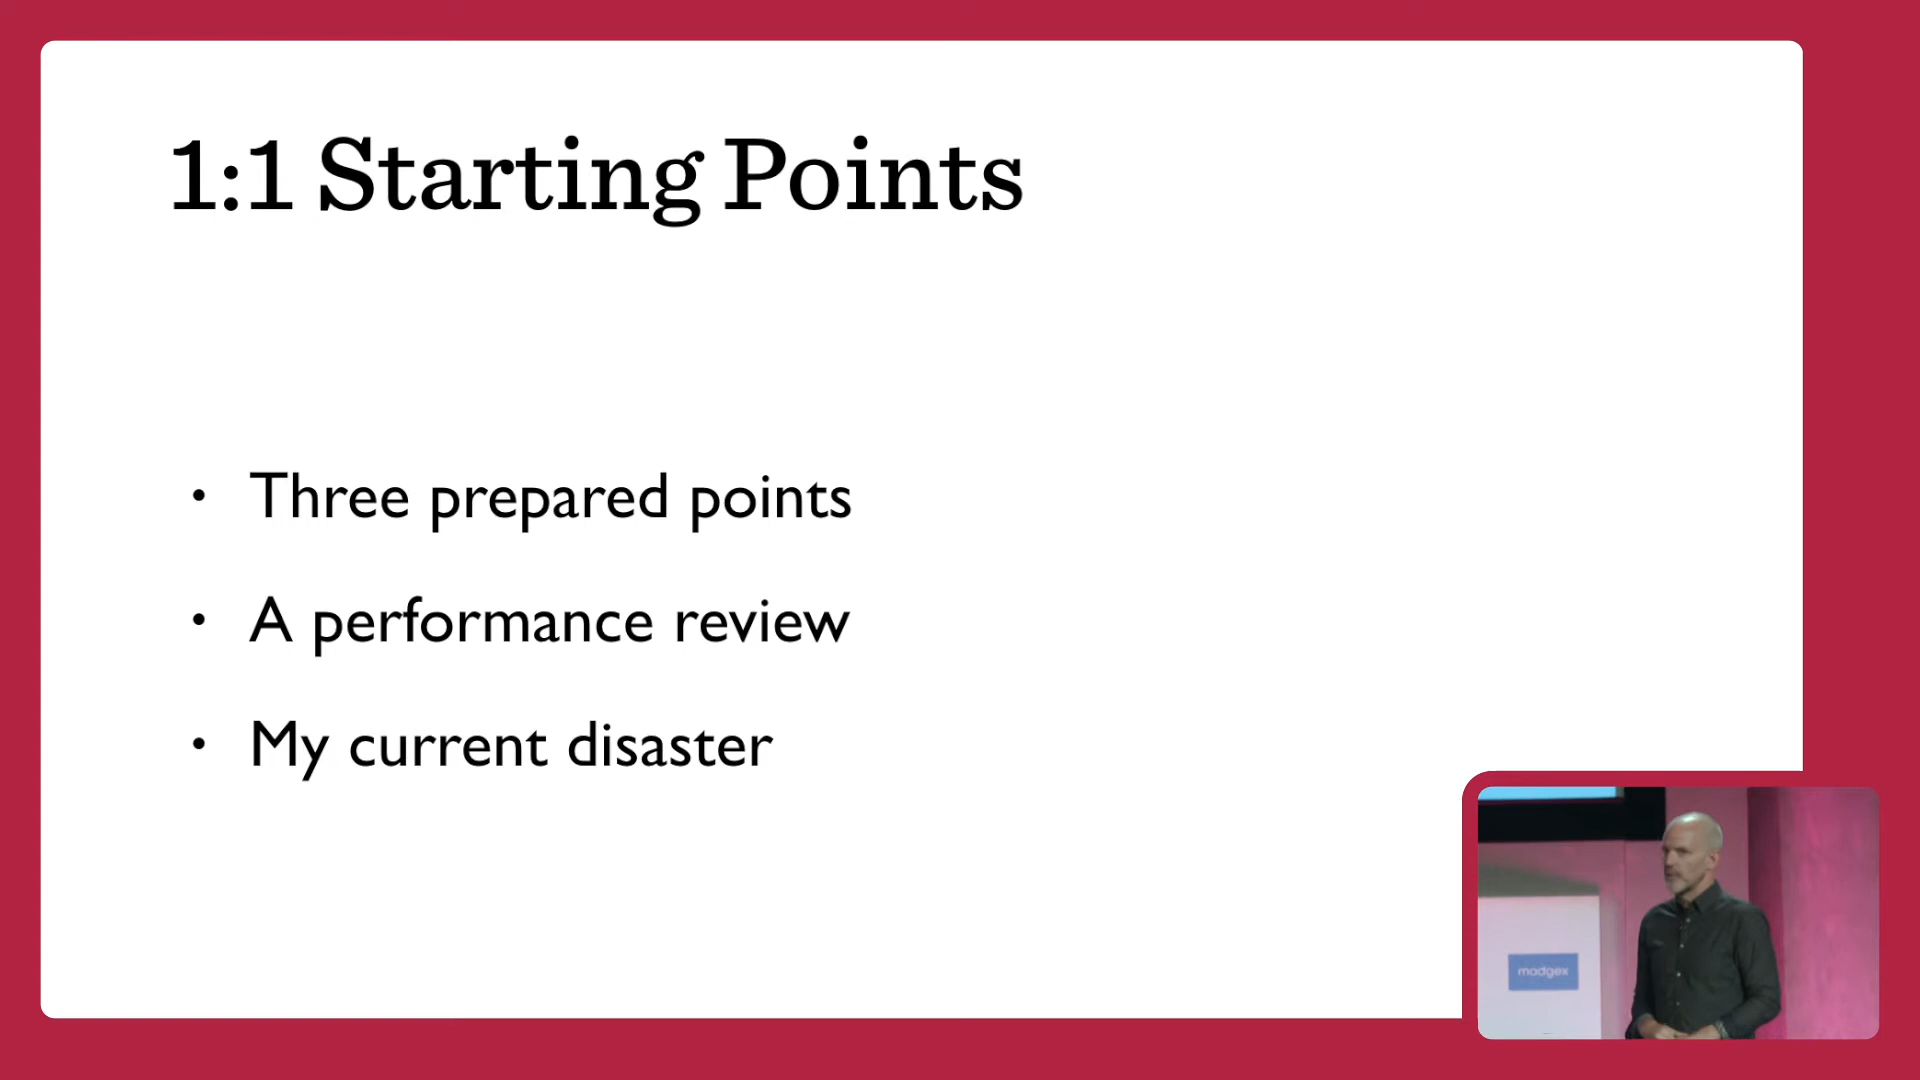 1:1 Starting Points
• Three prepared points
• A performance review
• My current disaster
madgex